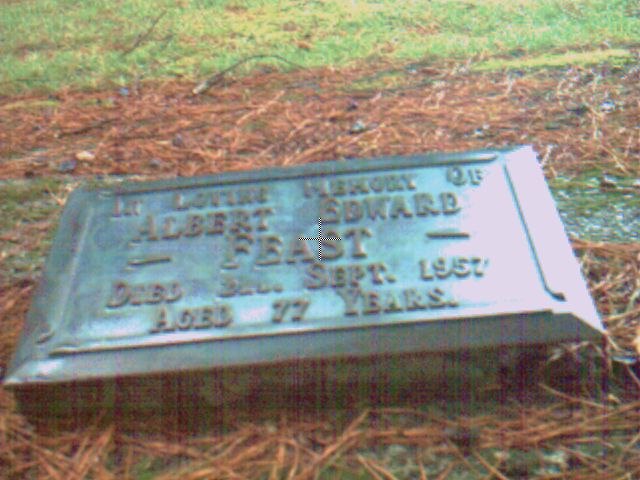 IN LOVING MEMORY OF
ALBERT EDWARD
— FEAST —
DIED SEPT. 1957
AGED 77 YEARS.